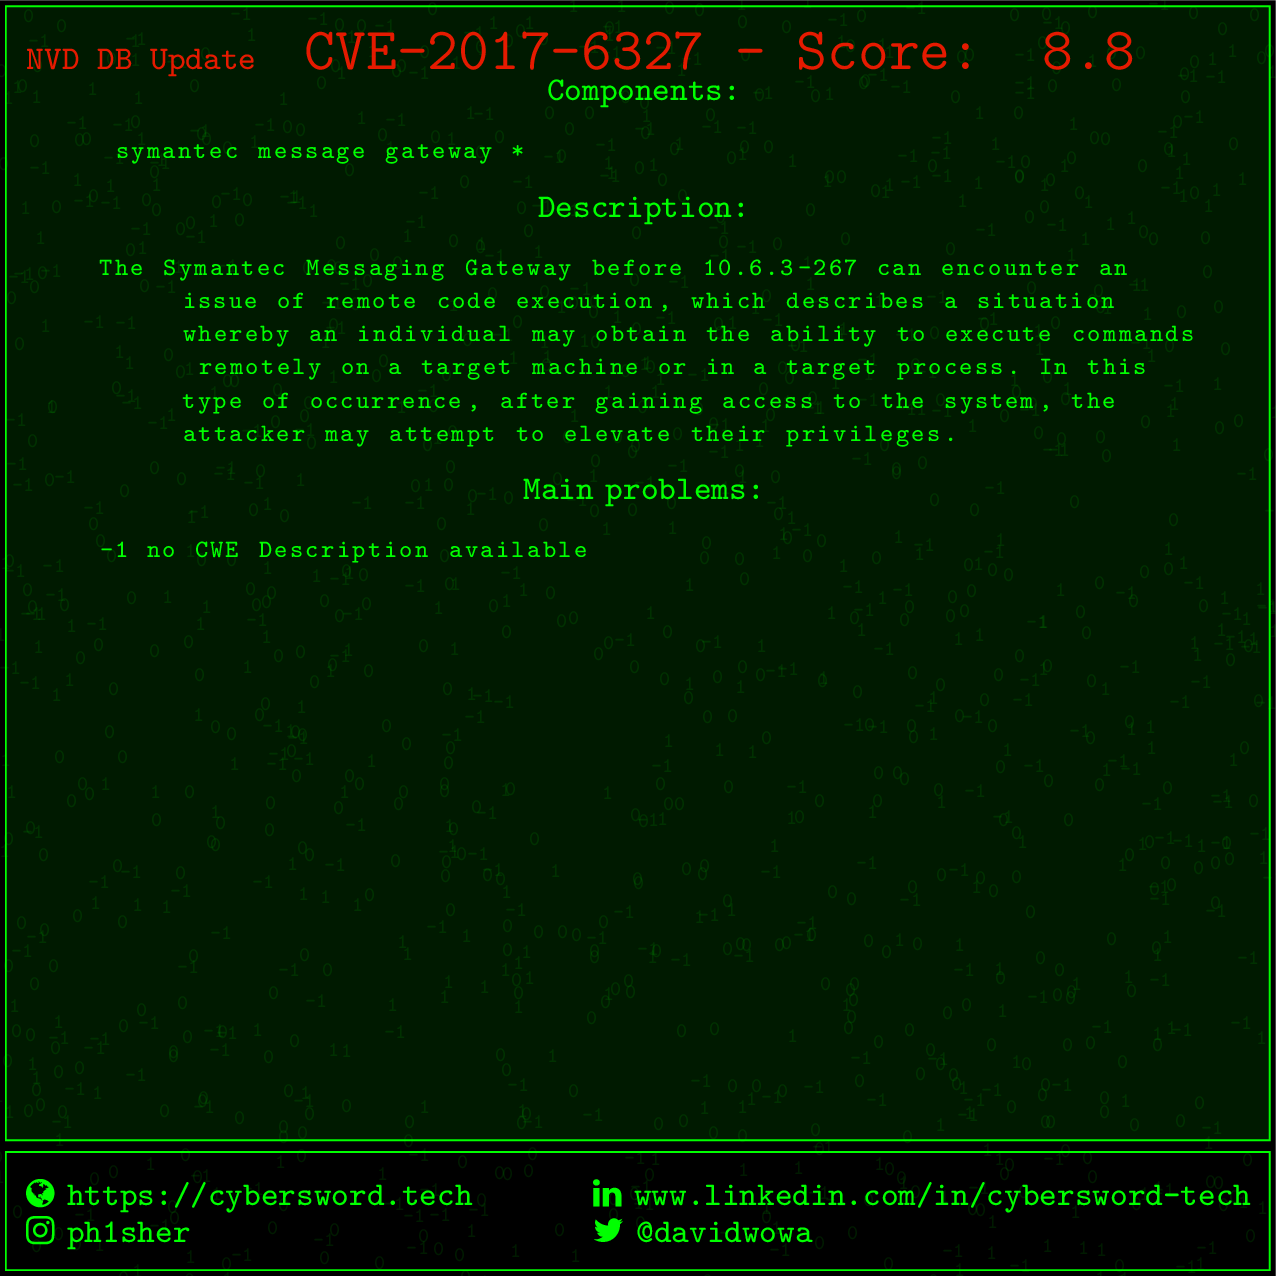 NVD DB Update CVE-2017-6327 - Score: 8.8
Components:
symantec message gateway *
Description:
The Symantec Messaging Gateway before 10.6.3-267 can encounter an
issue of remote code execution, which describes a situation
whereby an individual may obtain the ability to execute commands
remotely on a target machine or in a target process. In this
type of occurrence, after gaining access to the system, the
attacker may attempt to elevate their privileges.
Main problems:
-1 no CWE Description available
https://cybersword.tech www.linkedin.com/in/cybersword-tech
ph1sher @davidwowa